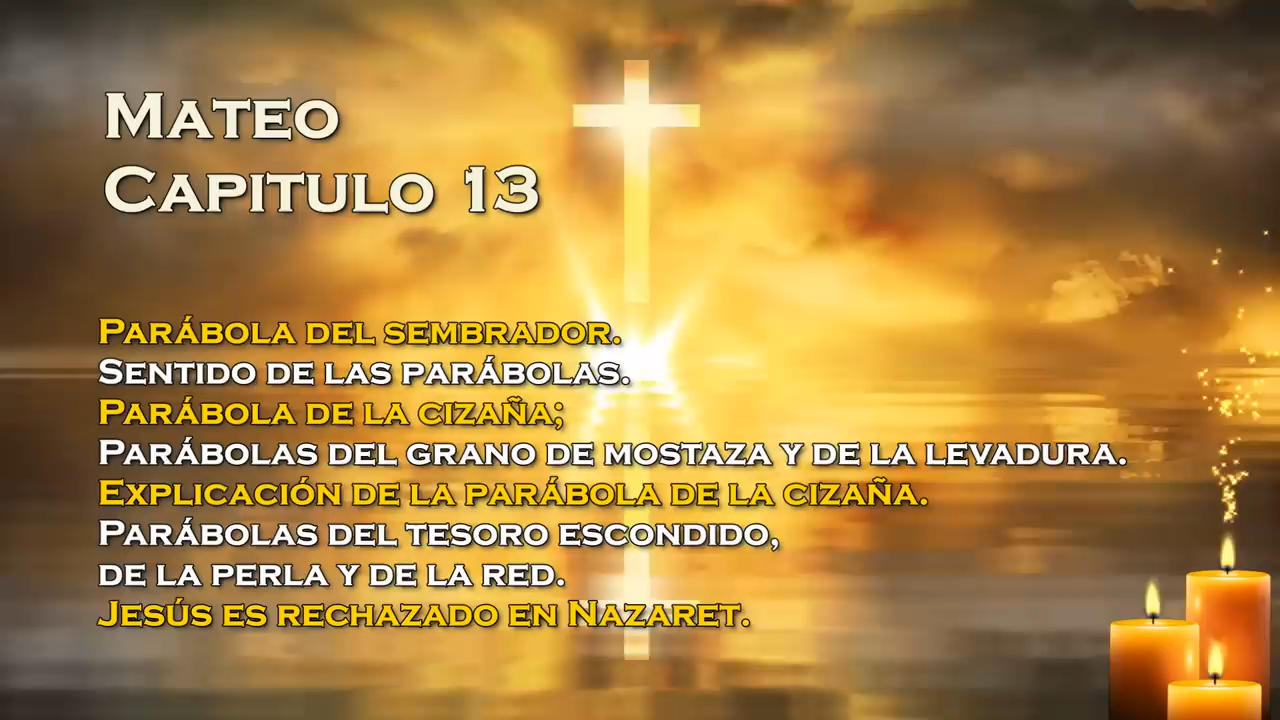 Mateo
Capitulo 13
Parábola del sembrador.
Sentido de las parábolas.
Parábola de la cizaña;
Parábolas del grano de mostaza y de la levadura.
Explicación de la parábola de la cizaña.
Parábolas del tesoro escondido,
de la perla y de la red.
Jesús es rechazado en Nazaret.